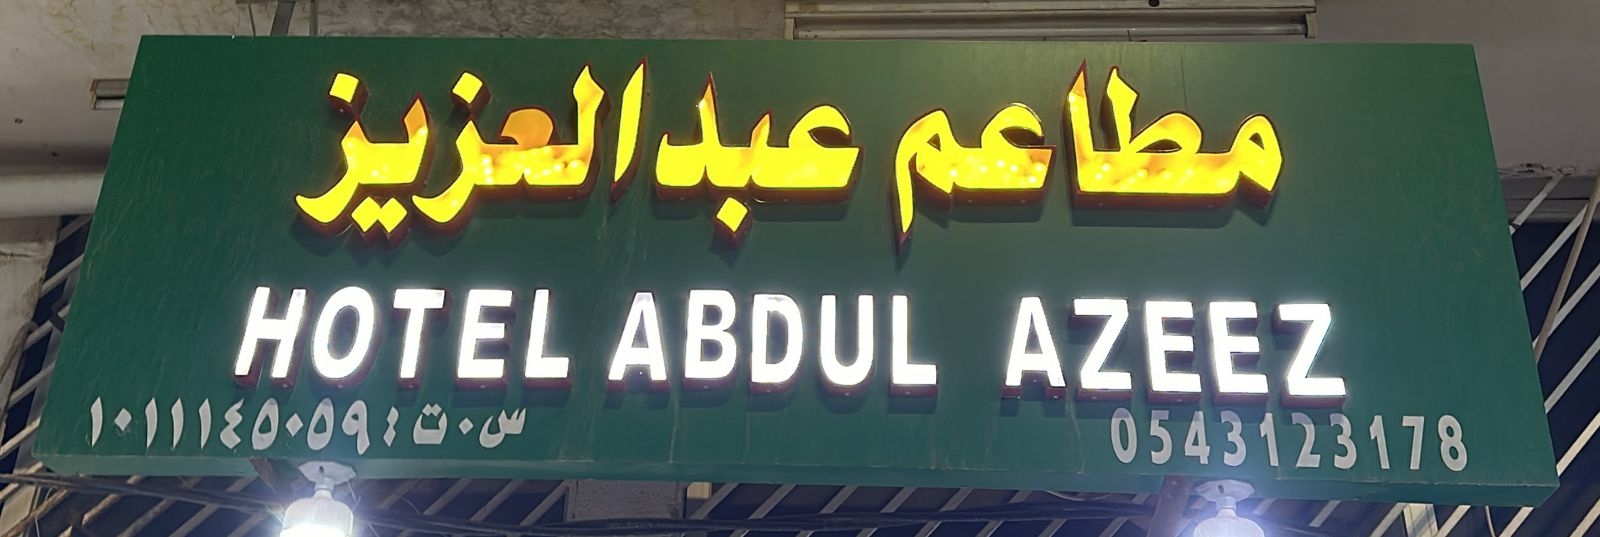 مطاعم عبدالعزيز
HOTEL ABDUL AZEEZ
س.ت: ١٠١١١٤٥٠٥٩
0543123178